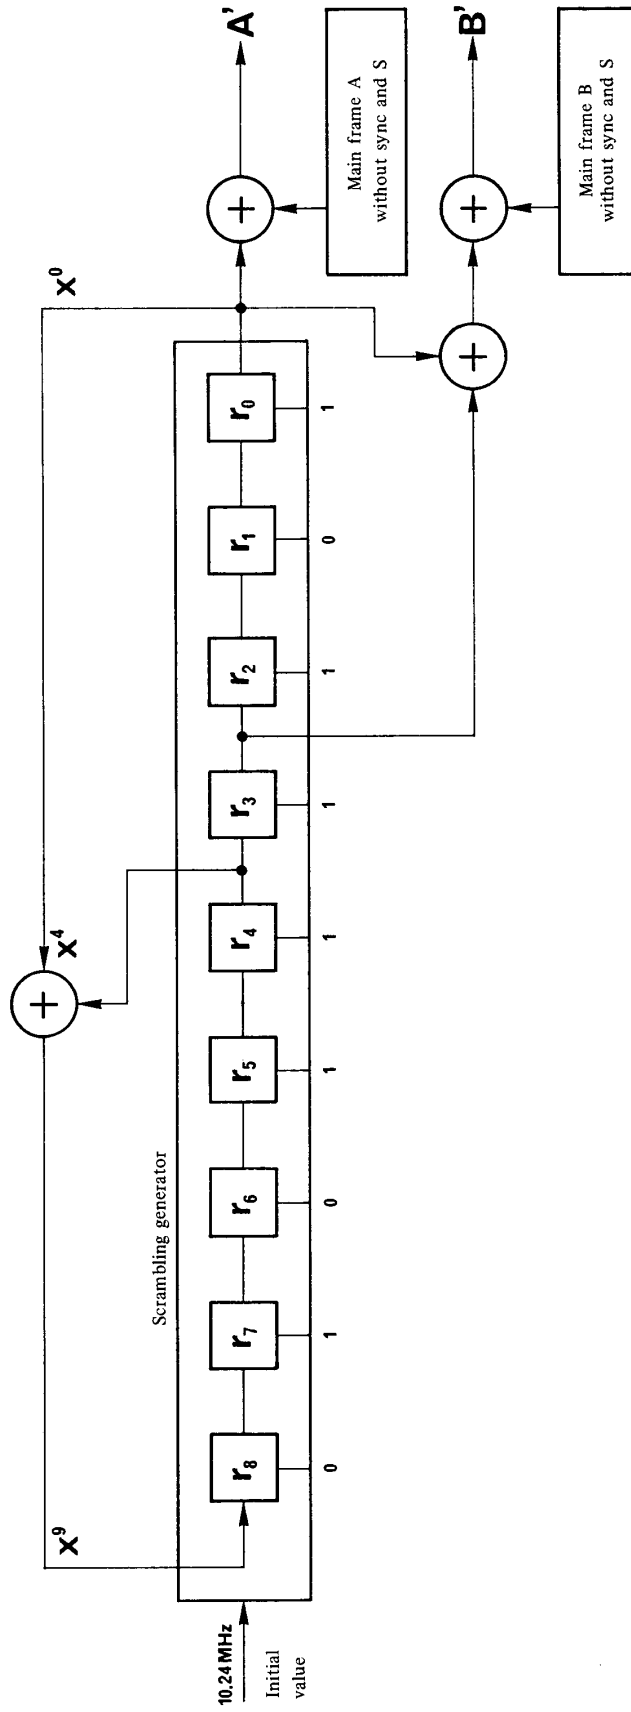 X⁹
X⁴
X⁰
Scrambling generator
10.24 MHz
Initial
value
r₈
r₇
r₆
r₅
r₄
r₃
r₂
r₁
r₀
0
1
0
1
1
1
1
0
1
A'
Main frame A
without sync and S
B'
Main frame B
without sync and S